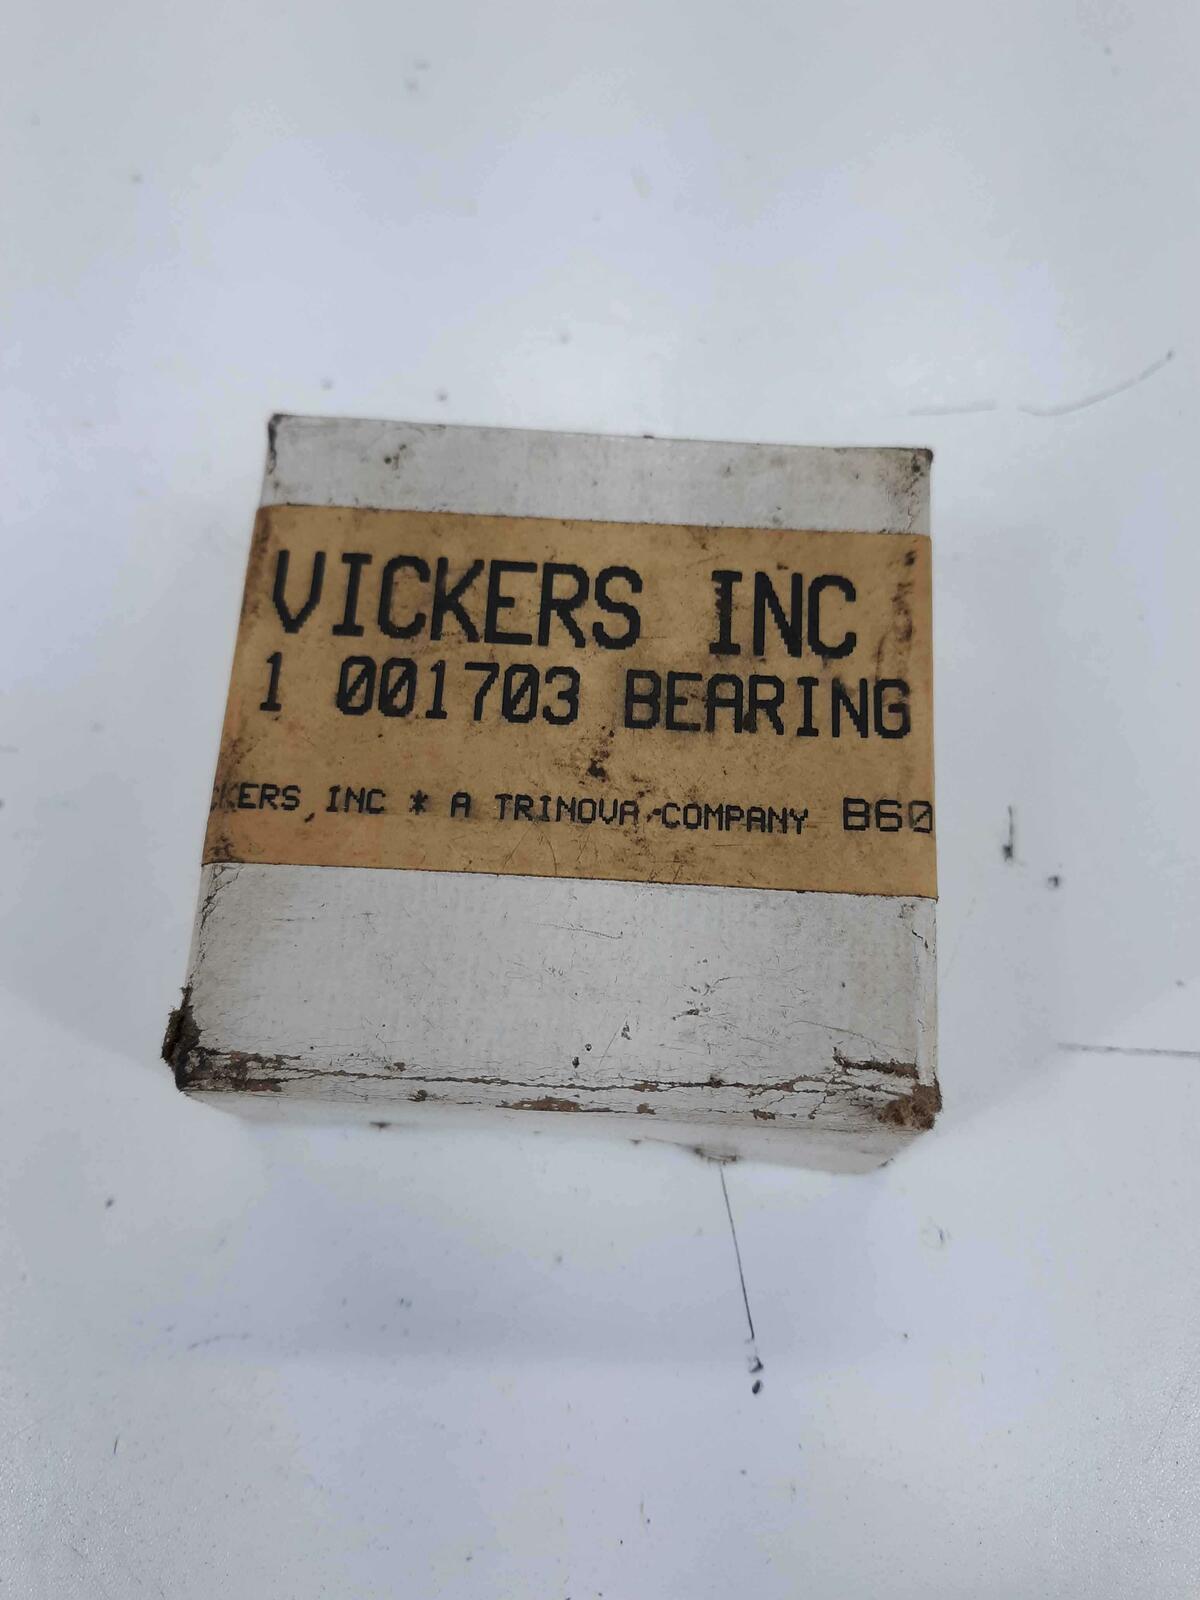 VICKERS INC
1 001703 BEARING
CKERS, INC * A TRINOVA COMPANY B60